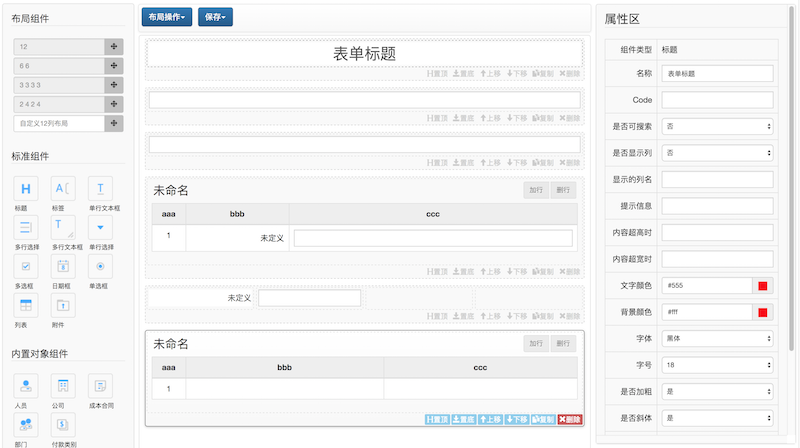 布局组件
12
6 6
3 3 3 3
2 4 2 4
自定义12列布局
标准组件
H
A
T
标题
标签
单行文本框
T
多行选择
多行文本框
单行选择
8
多选框
日期框
单选框
列表
附件
内置对象组件
人员
公司
成本合同
$
部门
付款类别
布局操作
保存
表单标题
置顶 置底 上移 下移 复制 删除
置顶 置底 上移 下移 复制 删除
置顶 置底 上移 下移 复制 删除
未命名
加行 删行
aaa bbb ccc
1 未定义
置顶 置底 上移 下移 复制 删除
未定义
置顶 置底 上移 下移 复制 删除
未命名
加行 删行
aaa bbb ccc
1
置顶 置底 上移 下移 复制 删除
属性区
组件类型 标题
名称 表单标题
Code
是否可搜索 否
是否显示列 否
显示的列名
提示信息
内容超高时
内容超宽时
文字颜色 #555
背景颜色 #fff
字体 黑体
字号 18
是否加粗 是
是否斜体 是